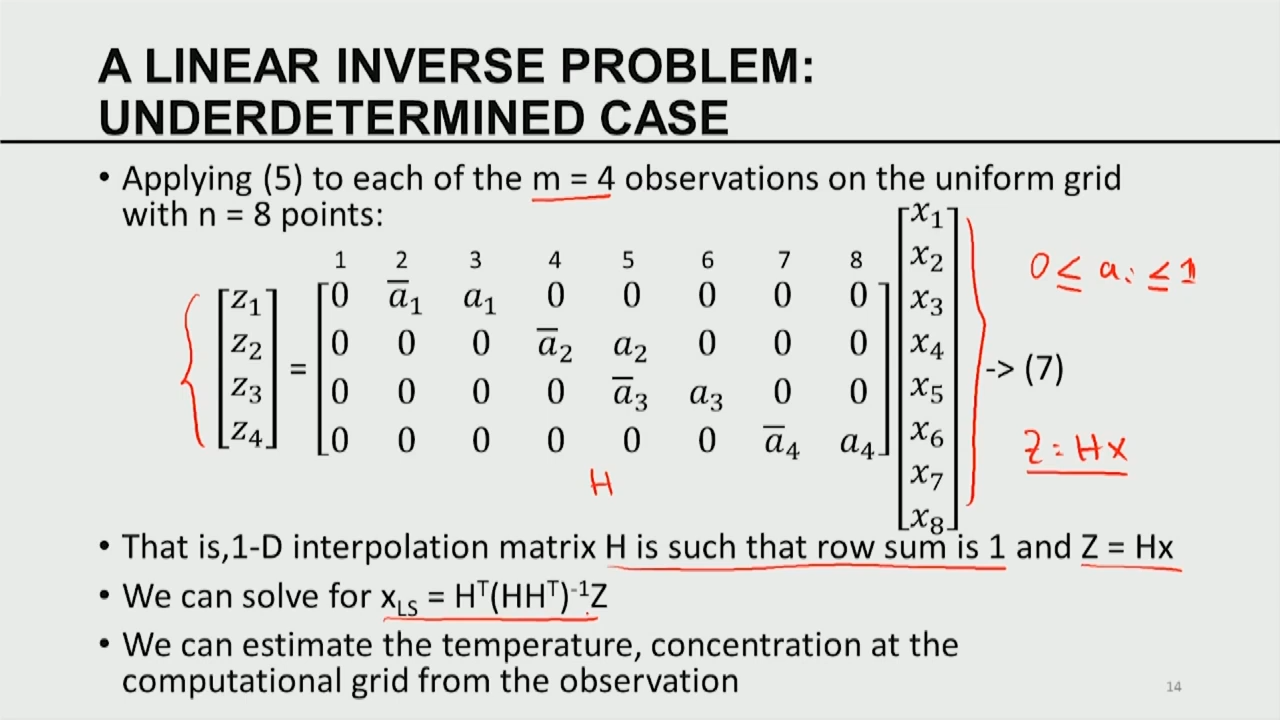 A LINEAR INVERSE PROBLEM:
UNDERDETERMINED CASE
• Applying (5) to each of the m = 4 observations on the uniform grid
with n = 8 points:
1 2 3 4 5 6 7 8
[z₁ z₂ z₃ z₄] =
0 a̅₁ a₁ 0 0 0 0 0
0 0 0 a̅₂ a₂ 0 0 0
0 0 0 0 a̅₃ a₃ 0 0
0 0 0 0 0 0 a̅₄ a₄
x₁
x₂
x₃
x₄
x₅
x₆
x₇
x₈
0 ≤ aᵢ ≤ 1
-> (7)
Z = Hx
H
• That is,1-D interpolation matrix H is such that row sum is 1 and Z = Hx
• We can solve for x_LS = Hᵀ(HHᵀ)⁻¹Z
• We can estimate the temperature, concentration at the
computational grid from the observation
14